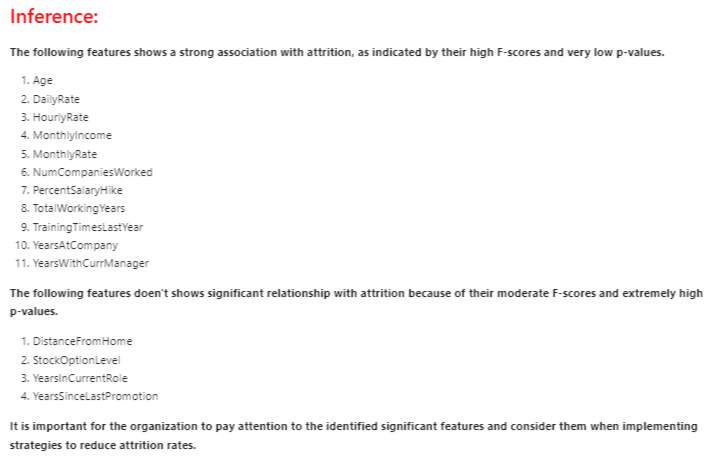 Inference:
The following features shows a strong association with attrition, as indicated by their high F-scores and very low p-values.
1. Age
2. DailyRate
3. HourlyRate
4. MonthlyIncome
5. MonthlyRate
6. NumCompaniesWorked
7. PercentSalaryHike
8. TotalWorkingYears
9. TrainingTimesLastYear
10. YearsAtCompany
11. YearsWithCurrManager
The following features doen't shows significant relationship with attrition because of their moderate F-scores and extremely high
p-values.
1. DistanceFromHome
2. StockOptionLevel
3. YearsInCurrentRole
4. YearsSinceLastPromotion
It is important for the organization to pay attention to the identified significant features and consider them when implementing
strategies to reduce attrition rates.